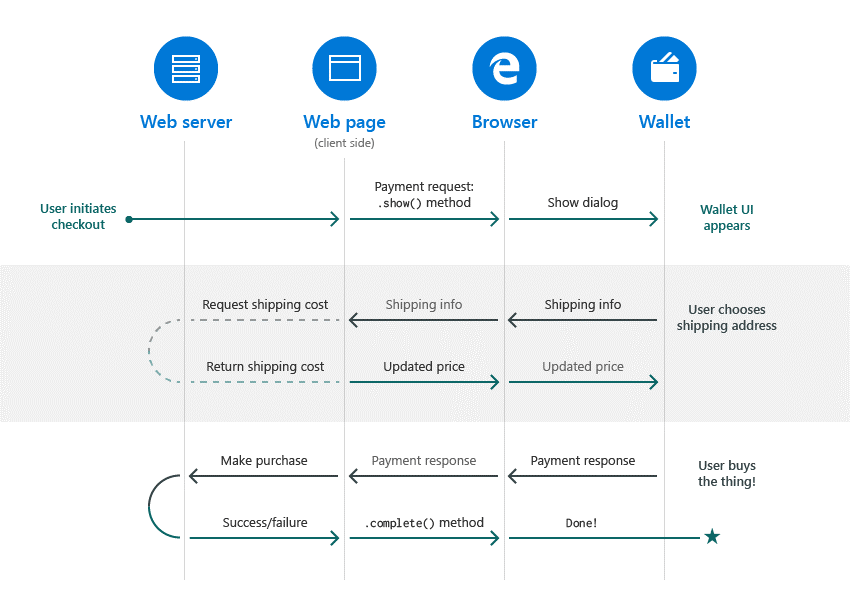 Web server
Web page
(client side)
Browser
Wallet
User initiates
checkout
Payment request:
.show() method
Show dialog
Wallet UI
appears
Request shipping cost
Shipping info
Shipping info
User chooses
shipping address
Return shipping cost
Updated price
Updated price
Make purchase
Payment response
Payment response
User buys
the thing!
Success/failure
.complete() method
Done!